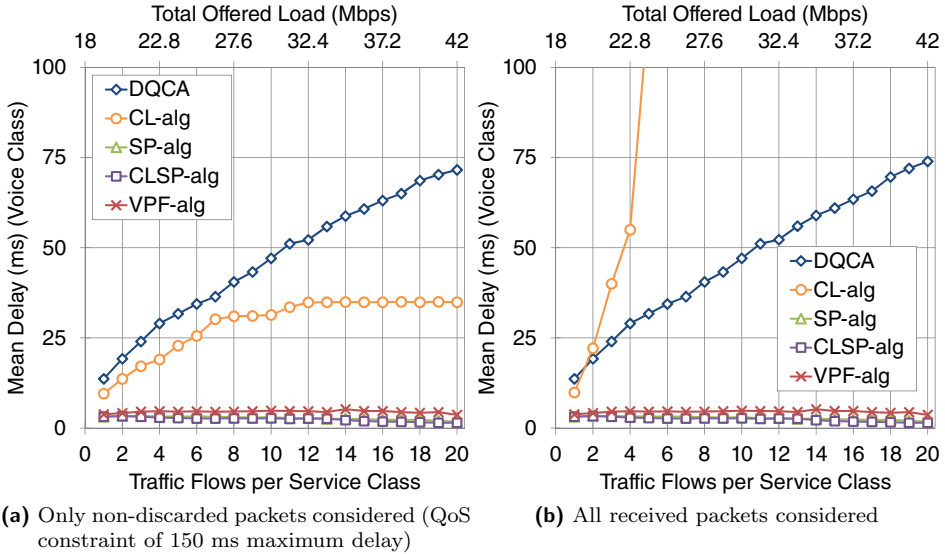 Total Offered Load (Mbps)
18 22.8 27.6 32.4 37.2 42
100
75
50
25
0
Mean Delay (ms) (Voice Class)
DQCA
CL-alg
SP-alg
CLSP-alg
VPF-alg
0 2 4 6 8 10 12 14 16 18 20
Traffic Flows per Service Class
(a) Only non-discarded packets considered (QoS
constraint of 150 ms maximum delay)
Total Offered Load (Mbps)
18 22.8 27.6 32.4 37.2 42
100
75
50
25
0
Mean Delay (ms) (Voice Class)
DQCA
CL-alg
SP-alg
CLSP-alg
VPF-alg
0 2 4 6 8 10 12 14 16 18 20
Traffic Flows per Service Class
(b) All received packets considered